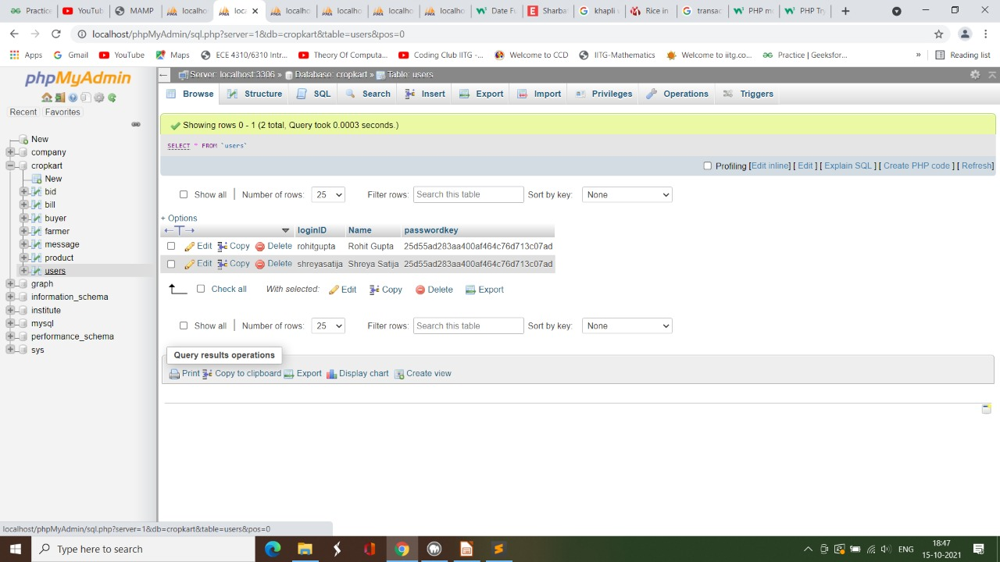 Practice YouTub MAMP localho loca localho localho localho localho Date Fu Sharba khapli Rice in transac PHP m PHP Try
localhost/phpMyAdmin/sql.php?server=1&db=cropkart&table=users&pos=0
Apps Gmail YouTube Maps ECE 4310/6310 Intr... Theory Of Computa... Coding Club IITG -... Welcome to CCD IITG-Mathematics Welcome to iitg.co... Practice | Geeksfor... » Reading list
phpMyAdmin
Recent Favorites
New
company
cropkart
New
bid
bill
buyer
farmer
message
product
users
graph
information_schema
institute
mysql
performance_schema
sys
Server: localhost:3306 » Database: cropkart » Table: users
Browse Structure SQL Search Insert Export Import Privileges Operations Triggers
Showing rows 0 - 1 (2 total, Query took 0.0003 seconds.)
SELECT * FROM `users`
Profiling [Edit inline] [ Edit ] [ Explain SQL ] [ Create PHP code ] [ Refresh]
Show all | Number of rows: 25 Filter rows: Search this table Sort by key: None
+ Options
loginID Name passwordkey
Edit Copy Delete rohitgupta Rohit Gupta 25d55ad283aa400af464c76d713c07ad
Edit Copy Delete shreyasatija Shreya Satija 25d55ad283aa400af464c76d713c07ad
Check all With selected: Edit Copy Delete Export
Show all | Number of rows: 25 Filter rows: Search this table Sort by key: None
Query results operations
Print Copy to clipboard Export Display chart Create view
localhost/phpMyAdmin/sql.php?server=1&db=cropkart&table=users&pos=0
Type here to search
ENG
18:47
15-10-2021